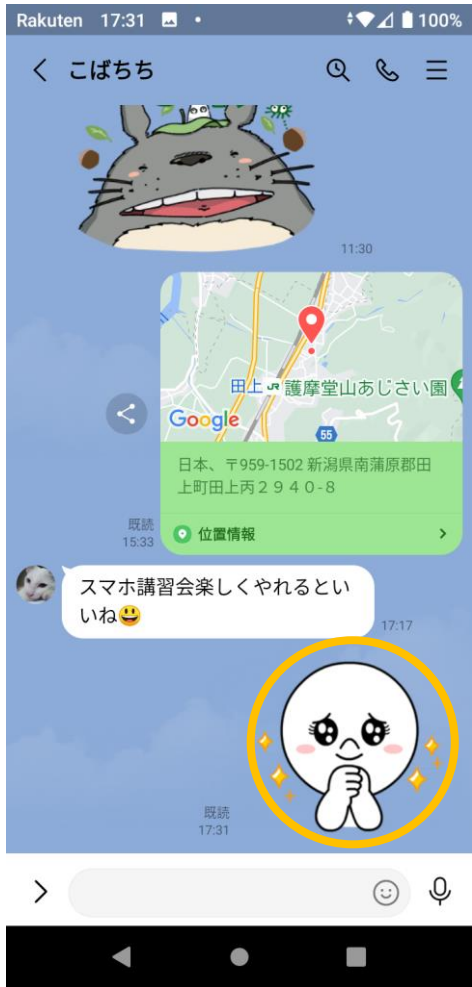 Rakuten 17:31 100%
こばちち
11:30
田上 JR 護摩堂山あじさい園
Google
55
日本、〒959-1502 新潟県南蒲原郡田
上町田上丙２９４０-８
位置情報
既読
15:33
スマホ講習会楽しくやれるとい
いね😃
17:17
既読
17:31